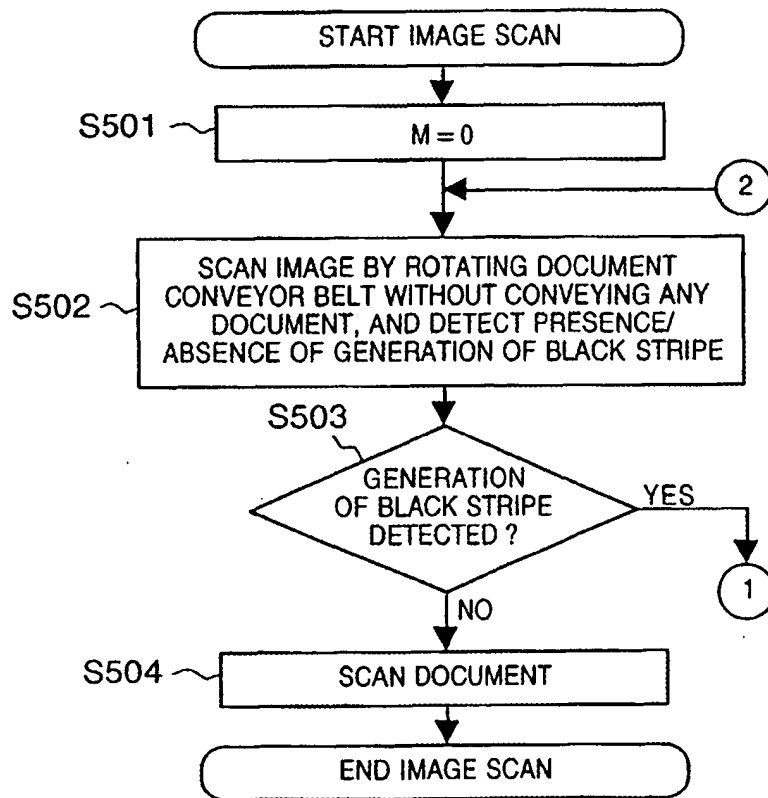 START IMAGE SCAN
S501
M = 0
2
S502
SCAN IMAGE BY ROTATING DOCUMENT
CONVEYOR BELT WITHOUT CONVEYING ANY
DOCUMENT, AND DETECT PRESENCE/
ABSENCE OF GENERATION OF BLACK STRIPE
S503
GENERATION
OF BLACK STRIPE
DETECTED ?
YES
1
NO
S504
SCAN DOCUMENT
END IMAGE SCAN